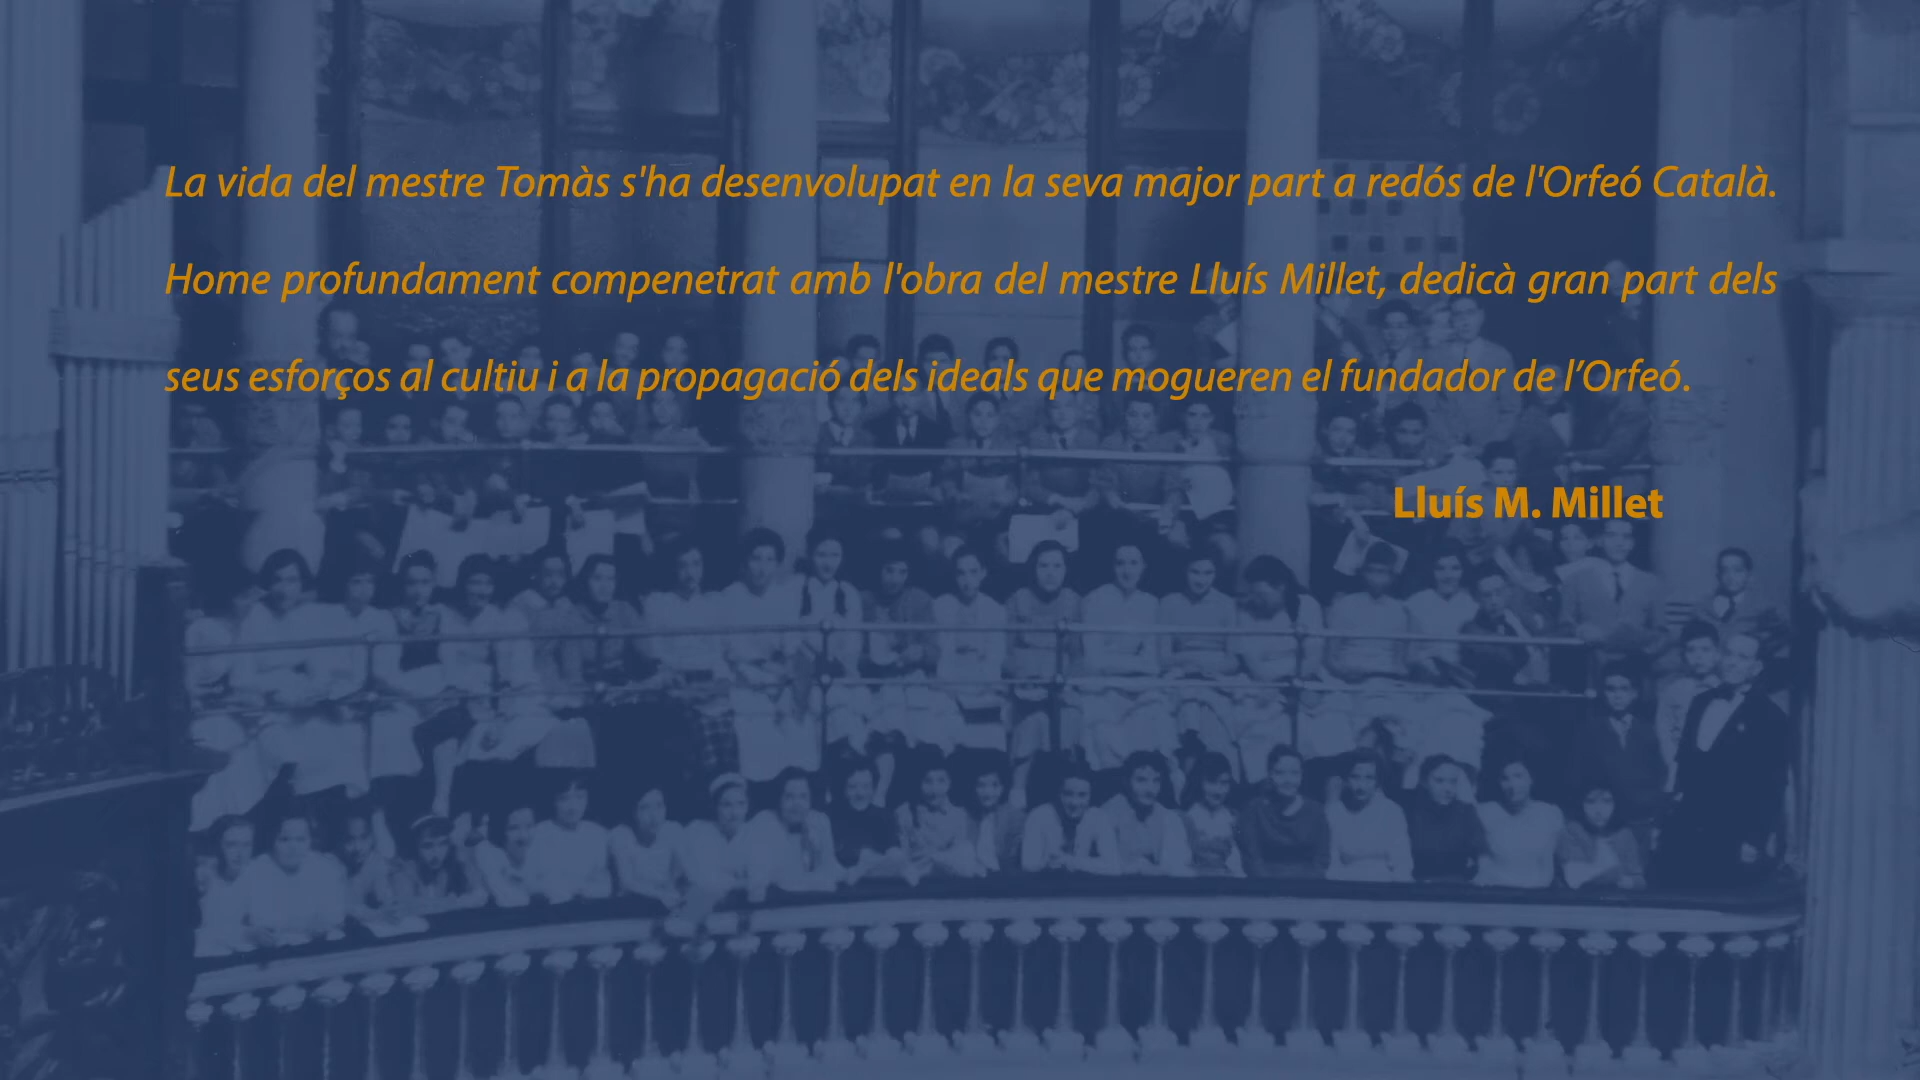 La vida del mestre Tomàs s'ha desenvolupat en la seva major part a redós de l'Orfeó Català.
Home profundament compenetrat amb l'obra del mestre Lluís Millet, dedicà gran part dels
seus esforços al cultiu i a la propagació dels ideals que mogueren el fundador de l’Orfeó.
Lluís M. Millet